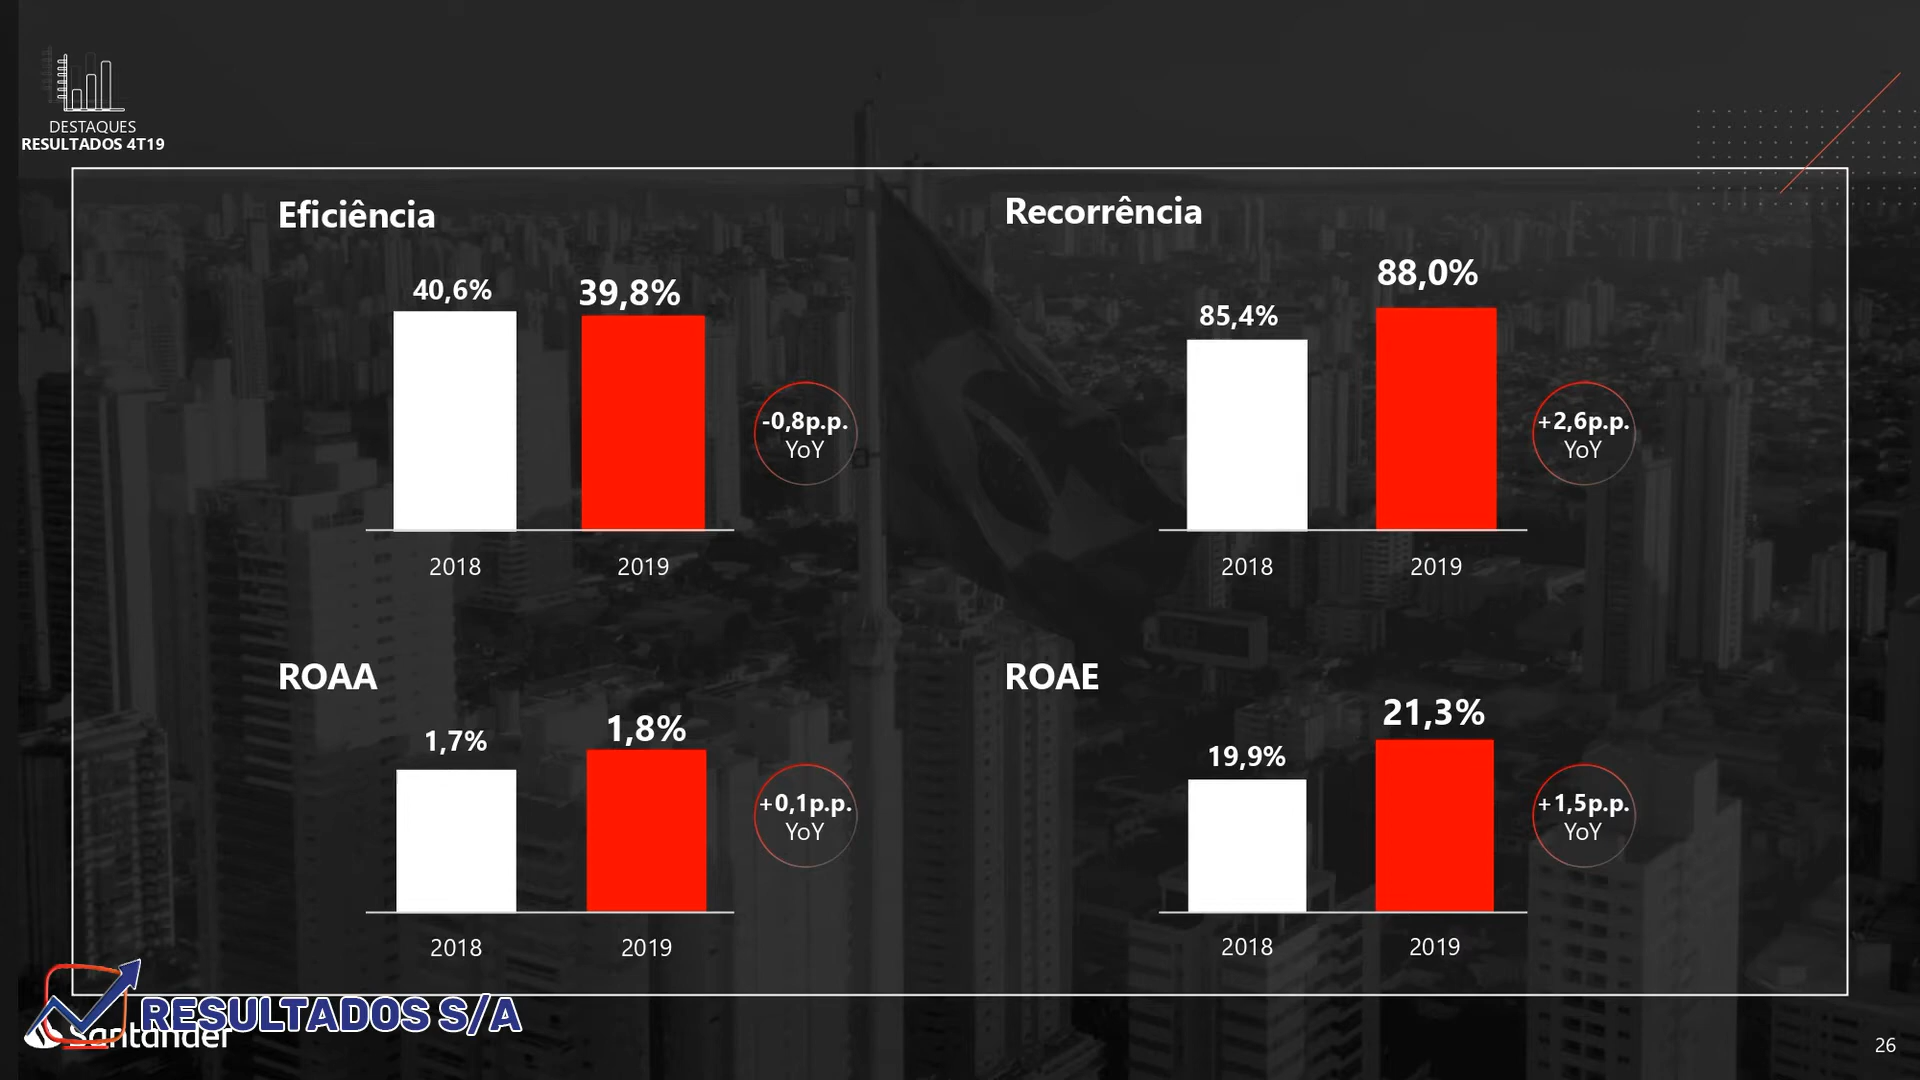 DESTAQUES
RESULTADOS 4T19
Eficiência
40,6%
39,8%
-0,8p.p.
YoY
2018
2019
Recorrência
85,4%
88,0%
+2,6p.p.
YoY
2018
2019
ROAA
1,7%
1,8%
+0,1p.p.
YoY
2018
2019
ROAE
19,9%
21,3%
+1,5p.p.
YoY
2018
2019
RESULTADOS S/A
Santander
26